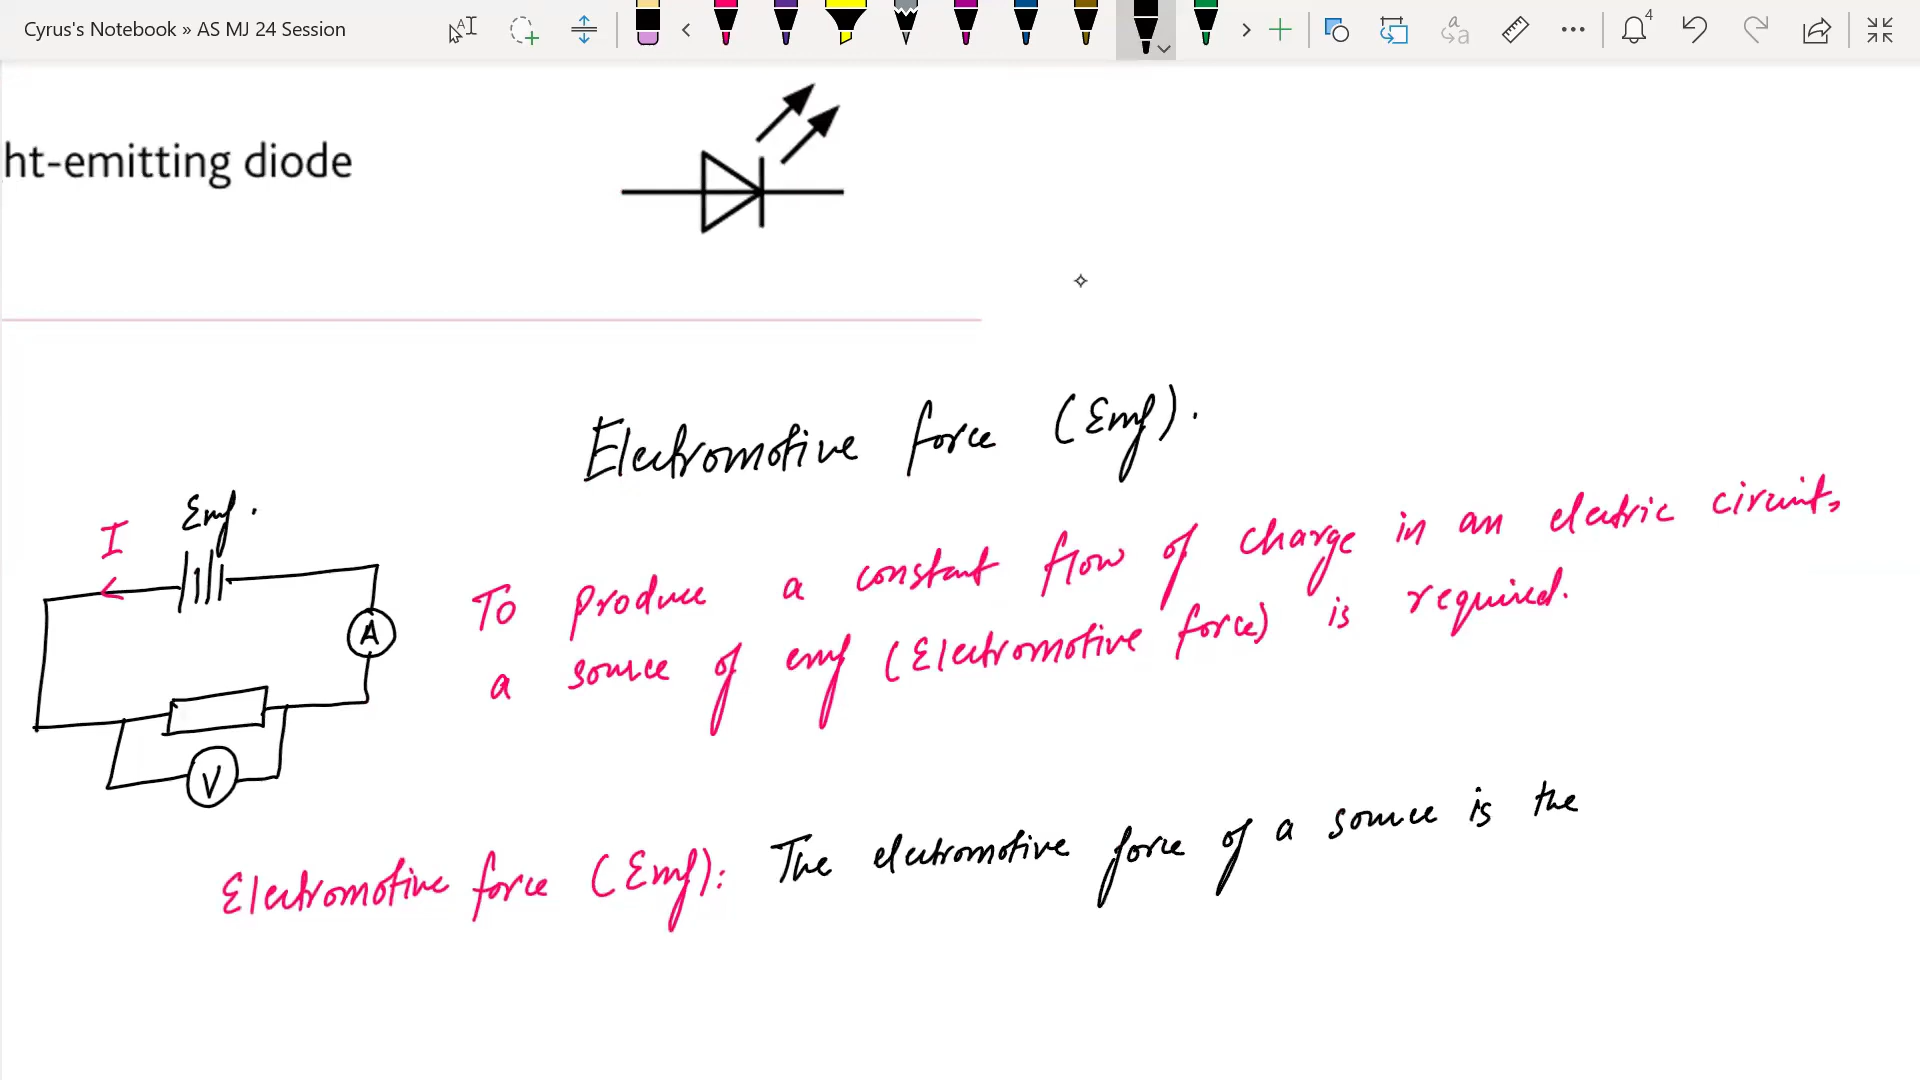 Cyrus's Notebook » AS MJ 24 Session
4
ht-emitting diode
Electromotive force (Emf).
Emf.
I
A
V
To produce a constant flow of charge in an electric circuit,
a source of emf (Electromotive force) is required.
Electromotive force (Emf): The electromotive force of a source is the